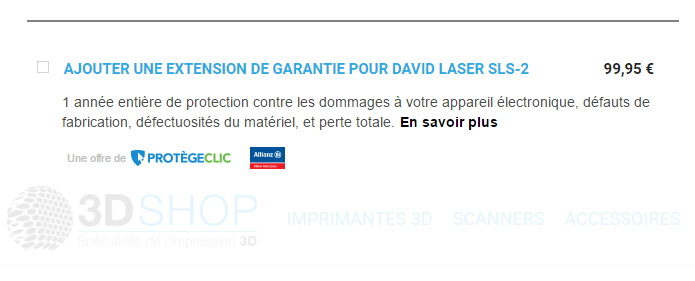 AJOUTER UNE EXTENSION DE GARANTIE POUR DAVID LASER SLS-2 99,95 €
1 année entière de protection contre les dommages à votre appareil électronique, défauts de
fabrication, défectuosités du matériel, et perte totale. En savoir plus
Une offre de PROTÈGECLIC Allianz
3DSHOP
Spécialiste de l'impression 3D
IMPRIMANTES 3D SCANNERS ACCESSOIRES